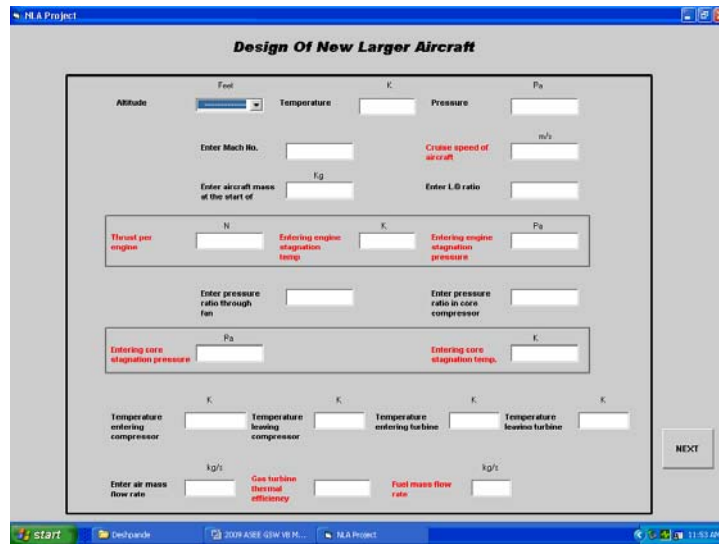 NLA Project
Design Of New Larger Aircraft
Feet K Pa
Altitude Temperature Pressure
m/s
Enter Mach No. Cruise speed of
aircraft
Kg
Enter aircraft mass
at the start of
Enter L.D ratio
N K Pa
Thrust per
engine
Entering engine
stagnation
temp
Entering engine
stagnation
pressure
Enter pressure
ratio through
fan
Enter pressure
ratio in core
compressor
Pa K
Entering core
stagnation pressure
Entering core
stagnation temp.
K K K K
Temperature
entering
compressor
Temperature
leaving
compressor
Temperature
entering turbine
Temperature
leaving turbine
NEXT
kg/s kg/s
Enter air mass
flow rate
Gas turbine
thermal
efficiency
Fuel mass flow
rate
start Deshpande 2009 ASEE GSW VB M... NLA Project 11:53 AM